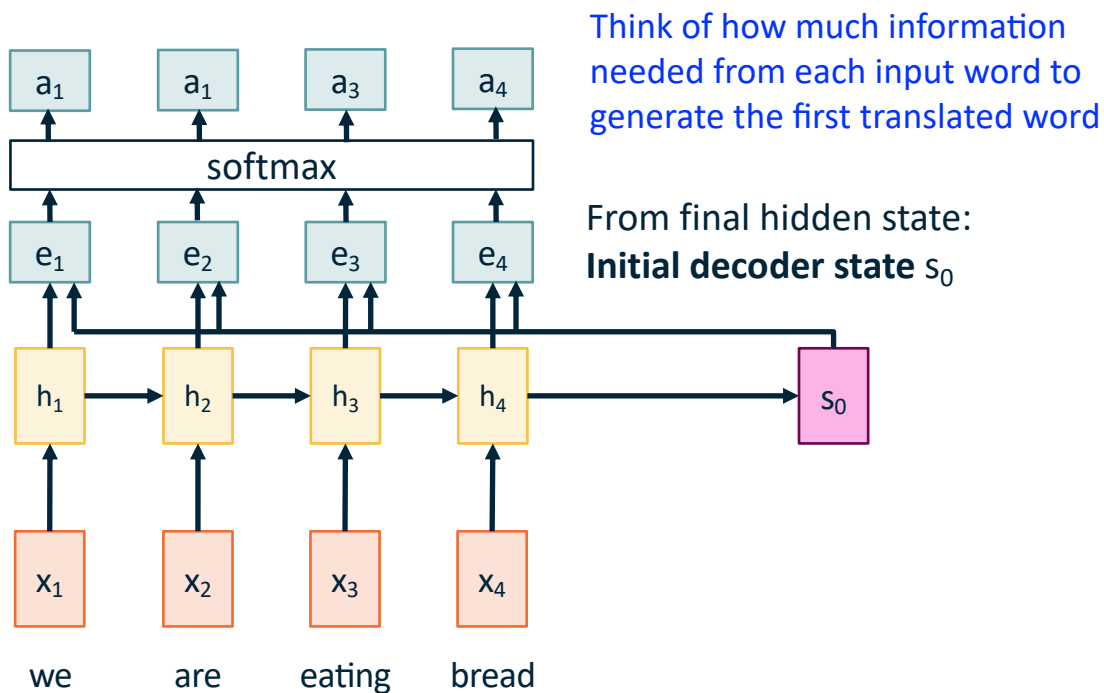 Think of how much information
needed from each input word to
generate the first translated word
a₁ a₁ a₃ a₄
softmax
From final hidden state:
Initial decoder state s₀
e₁ e₂ e₃ e₄
h₁ h₂ h₃ h₄ s₀
x₁ x₂ x₃ x₄
we are eating bread